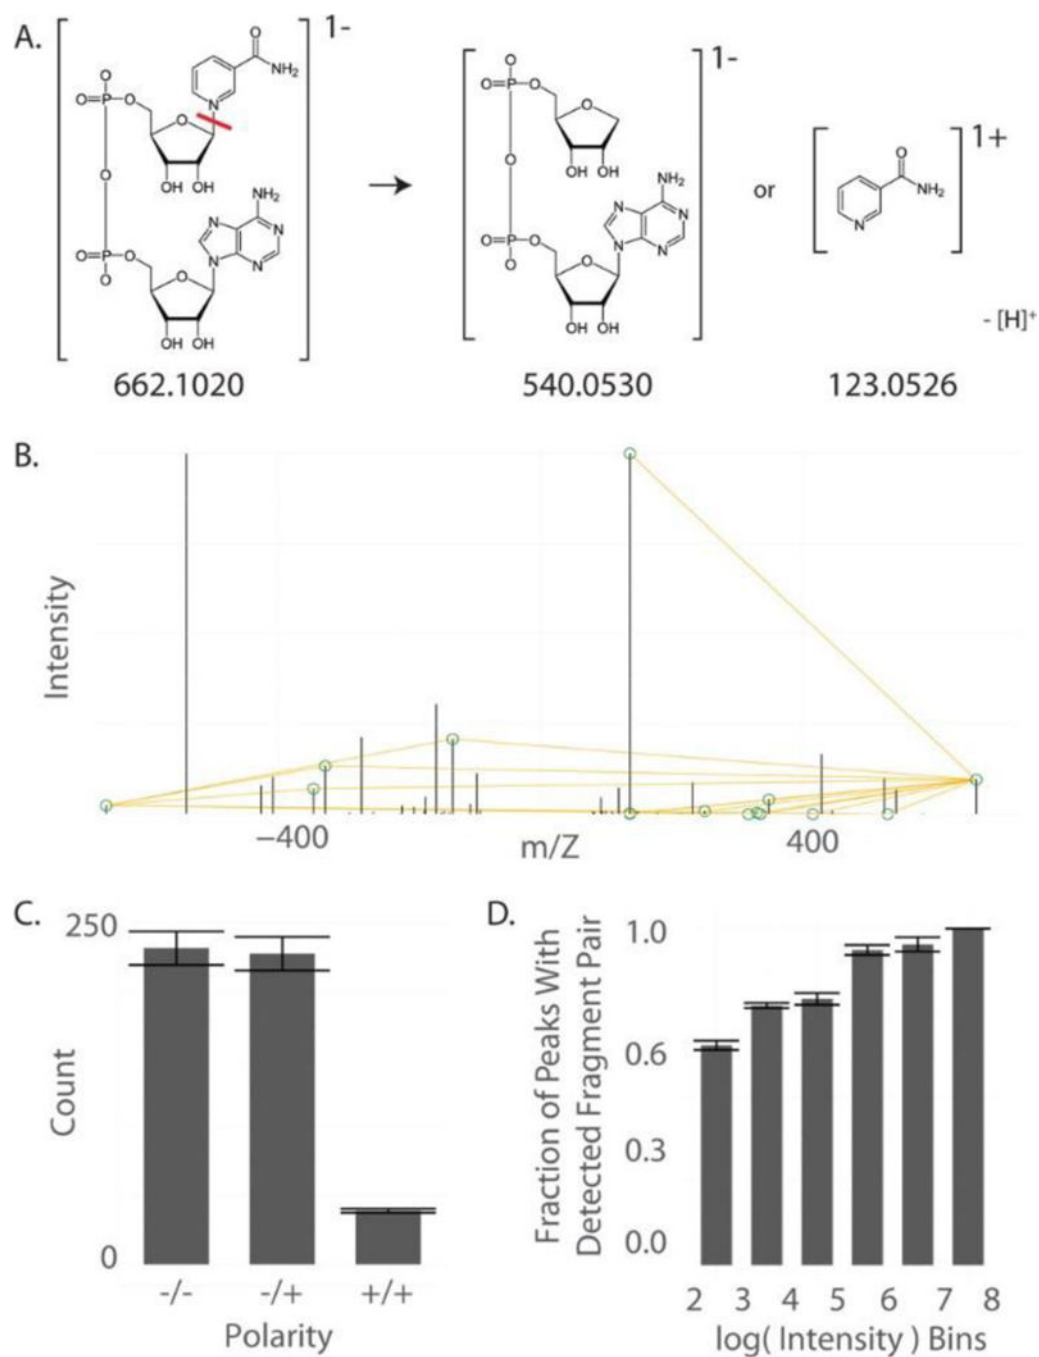 A.
1-
1-
1+
O
NH₂
N
O
O=P-O
O
O
OH OH
NH₂
O
N
N
N
N
O=P-O
O
O
OH OH
O
O=P-O
O
O
OH OH
NH₂
N
N
N
N
O=P-O
O
O
OH OH
or
O
NH₂
N
- [H]⁺
662.1020
540.0530
123.0526
B.
Intensity
−400
m/Z
400
C.
250
Count
0
-/-
-/+
+/+
Polarity
D.
Fraction of Peaks With
Detected Fragment Pair
1.0
0.6
0.3
0.0
2 3 4 5 6 7 8
log( Intensity ) Bins